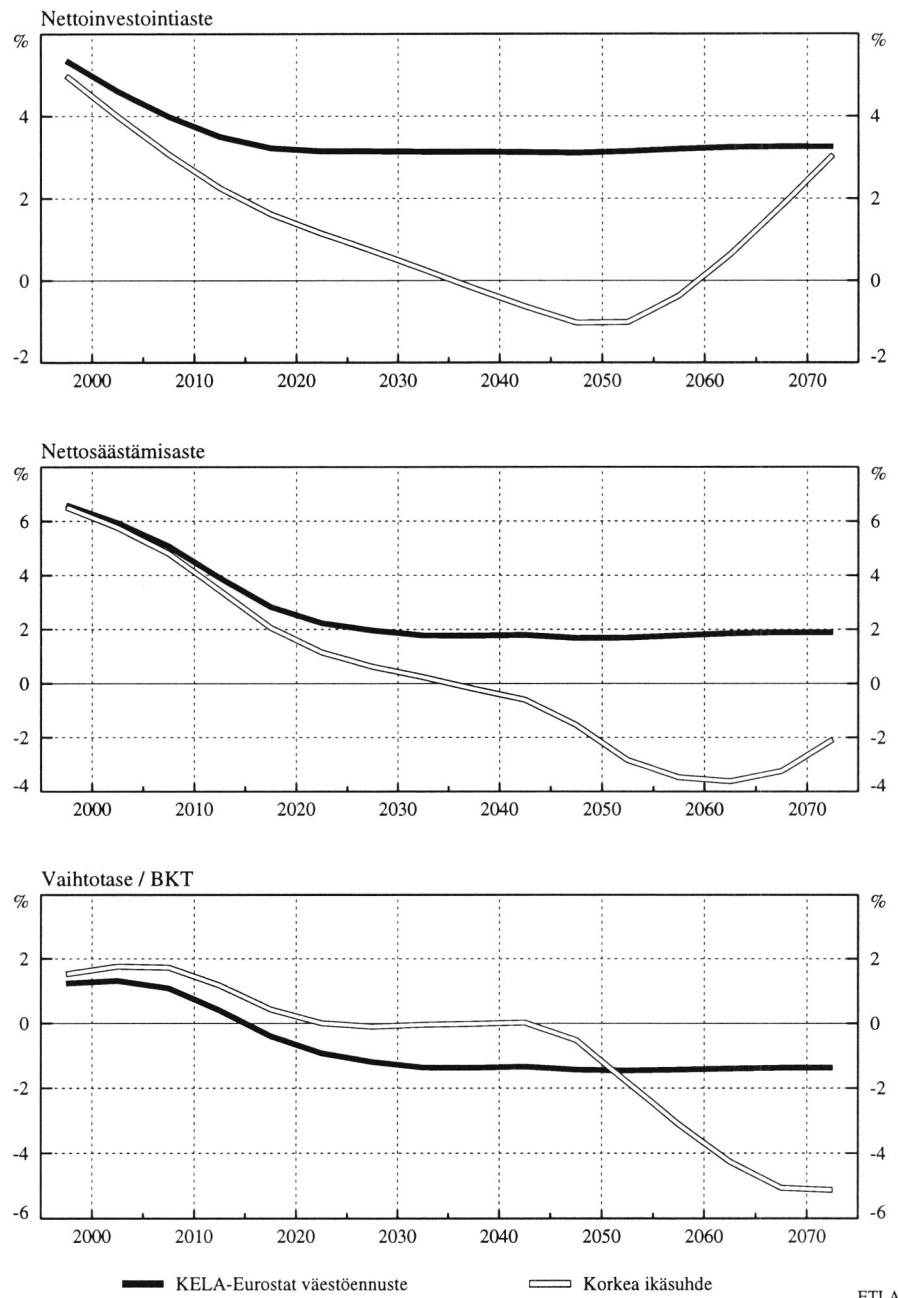 Nettoinvestointiaste
% %
4 4
2 2
0 0
-2 -2
2000 2010 2020 2030 2040 2050 2060 2070
Nettosäästämisaste
% %
6 6
4 4
2 2
0 0
-2 -2
-4 -4
2000 2010 2020 2030 2040 2050 2060 2070
Vaihtotase / BKT
% %
2 2
0 0
-2 -2
-4 -4
-6 -6
2000 2010 2020 2030 2040 2050 2060 2070
KELA-Eurostat väestöennuste Korkea ikäsuhde
ETLA